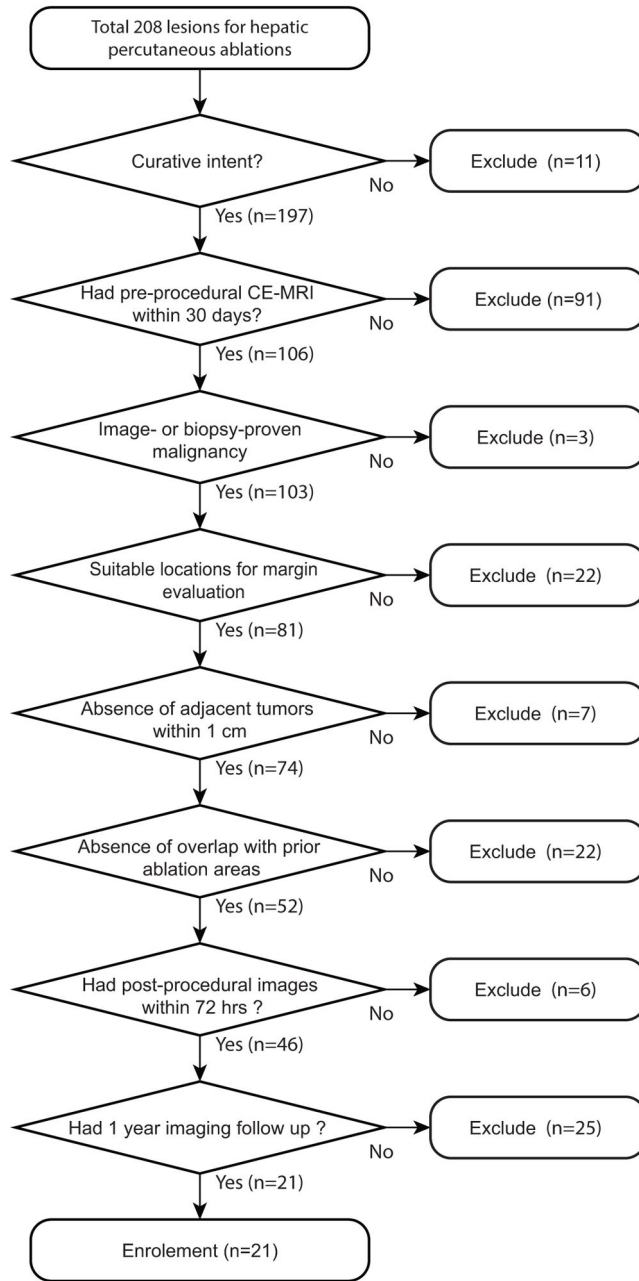 Total 208 lesions for hepatic
percutaneous ablations
Curative intent?
No
Exclude (n=11)
Yes (n=197)
Had pre-procedural CE-MRI
within 30 days?
No
Exclude (n=91)
Yes (n=106)
Image- or biopsy-proven
malignancy
No
Exclude (n=3)
Yes (n=103)
Suitable locations for margin
evaluation
No
Exclude (n=22)
Yes (n=81)
Absence of adjacent tumors
within 1 cm
No
Exclude (n=7)
Yes (n=74)
Absence of overlap with prior
ablation areas
No
Exclude (n=22)
Yes (n=52)
Had post-procedural images
within 72 hrs ?
No
Exclude (n=6)
Yes (n=46)
Had 1 year imaging follow up ?
No
Exclude (n=25)
Yes (n=21)
Enrolement (n=21)